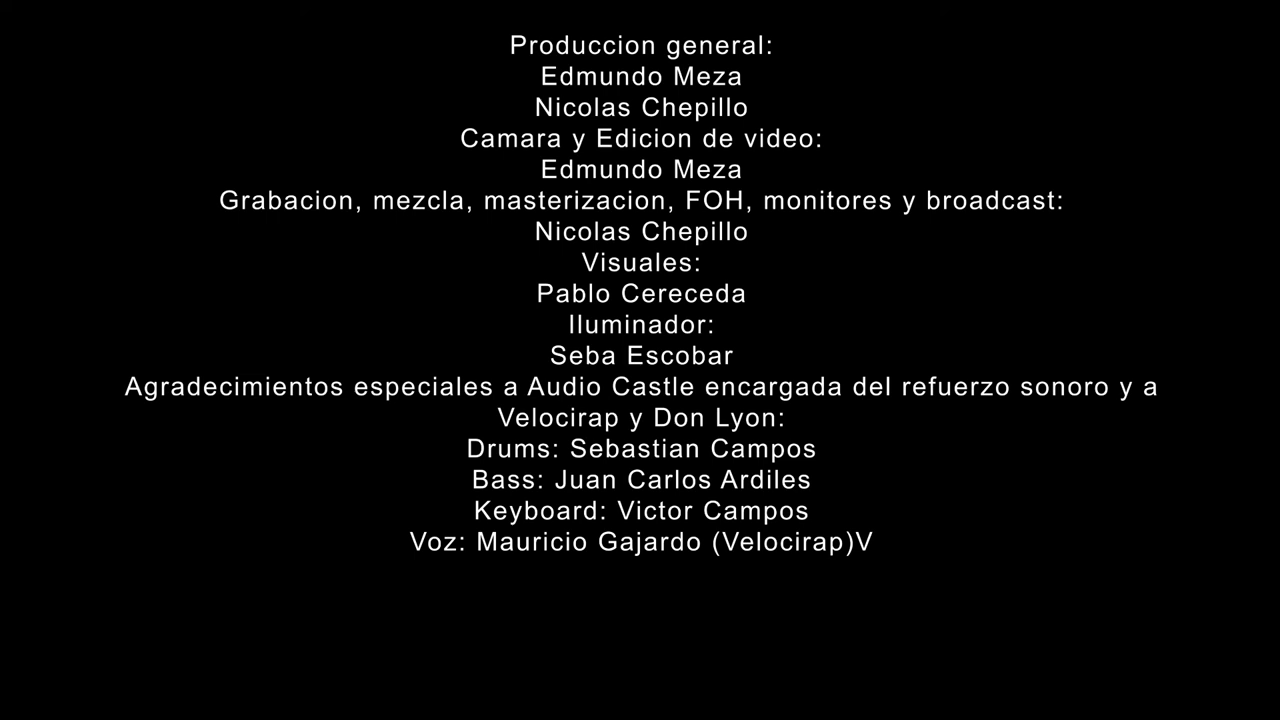 Produccion general:
Edmundo Meza
Nicolas Chepillo
Camara y Edicion de video:
Edmundo Meza
Grabacion, mezcla, masterizacion, FOH, monitores y broadcast:
Nicolas Chepillo
Visuales:
Pablo Cereceda
Iluminador:
Seba Escobar
Agradecimientos especiales a Audio Castle encargada del refuerzo sonoro y a
Velocirap y Don Lyon:
Drums: Sebastian Campos
Bass: Juan Carlos Ardiles
Keyboard: Victor Campos
Voz: Mauricio Gajardo (Velocirap)V